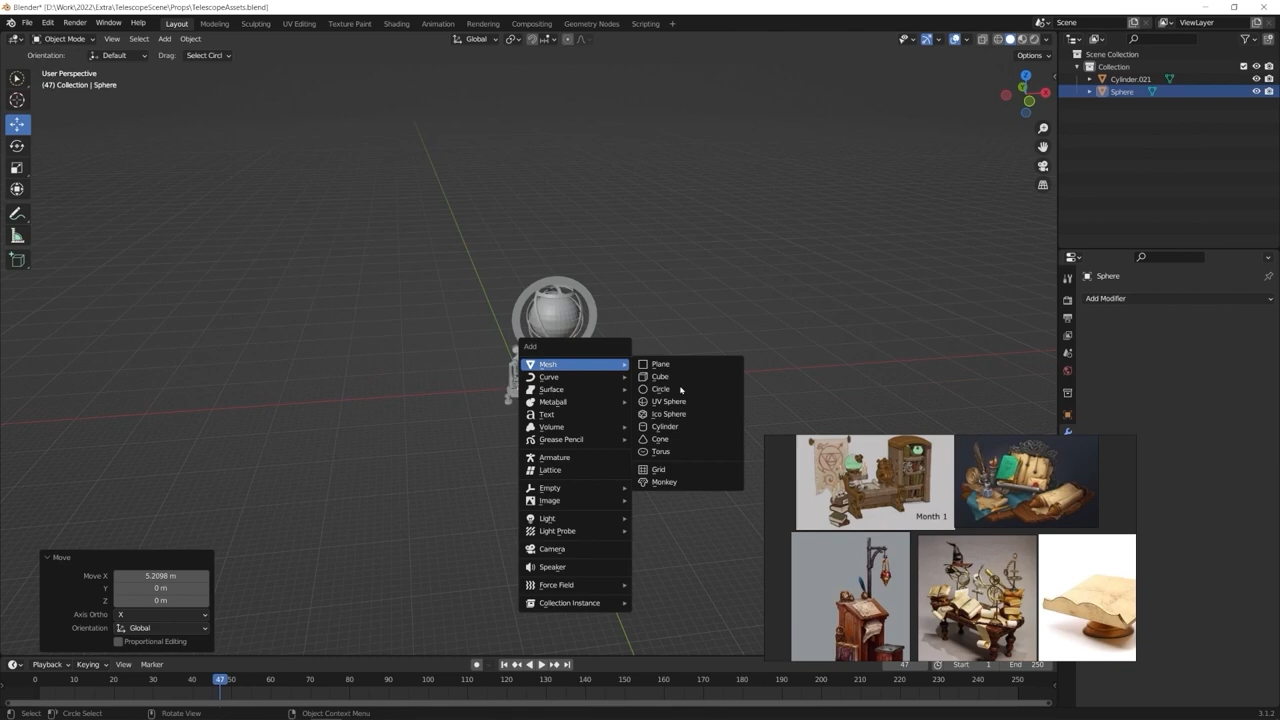 Blender* [D:\Work\2022\Extra\TelescopeScene\Props\TelescopeAssets.blend]
File Edit Render Window Help Layout Modeling Sculpting UV Editing Texture Paint Shading Animation Rendering Compositing Geometry Nodes Scripting + Scene ViewLayer
Object Mode View Select Add Object Global
Orientation: Default Drag: Select Circl Options
User Perspective
(47) Collection | Sphere
Scene Collection
Collection
Cylinder.021
Sphere
Sphere
Add Modifier
Add
Mesh
Curve
Surface
Metaball
Text
Volume
Grease Pencil
Armature
Lattice
Empty
Image
Light
Light Probe
Camera
Speaker
Force Field
Collection Instance
Plane
Cube
Circle
UV Sphere
Ico Sphere
Cylinder
Cone
Torus
Grid
Monkey
Month 1
Move
Move X 5.2098 m
Y 0 m
Z 0 m
Axis Ortho X
Orientation Global
Proportional Editing
Playback Keying View Marker 47 Start 1 End 250
0 10 20 30 40 47 50 60 70 80 90 100 110 120 130 140 150 160 170 180 190 200 210 220 230 240 250
Select Circle Select Rotate View Object Context Menu 3.1.2